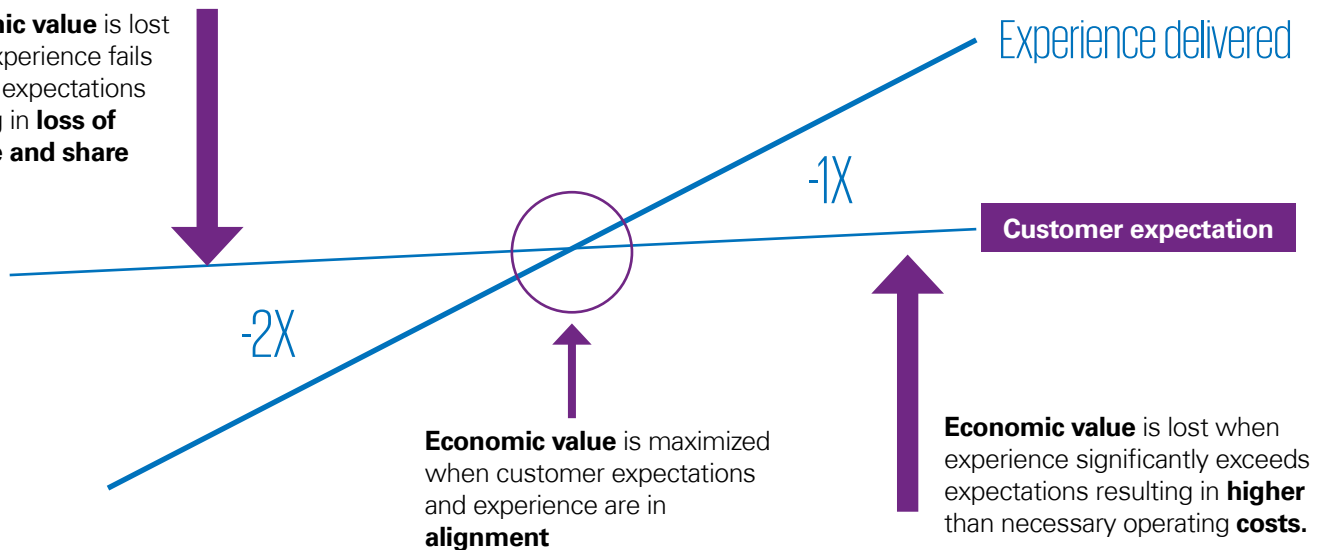 mic value is lost
xperience fails
expectations
g in loss of
e and share
Experience delivered
-1X
Customer expectation
-2X
Economic value is maximized
when customer expectations
and experience are in
alignment
Economic value is lost when
experience significantly exceeds
expectations resulting in higher
than necessary operating costs.